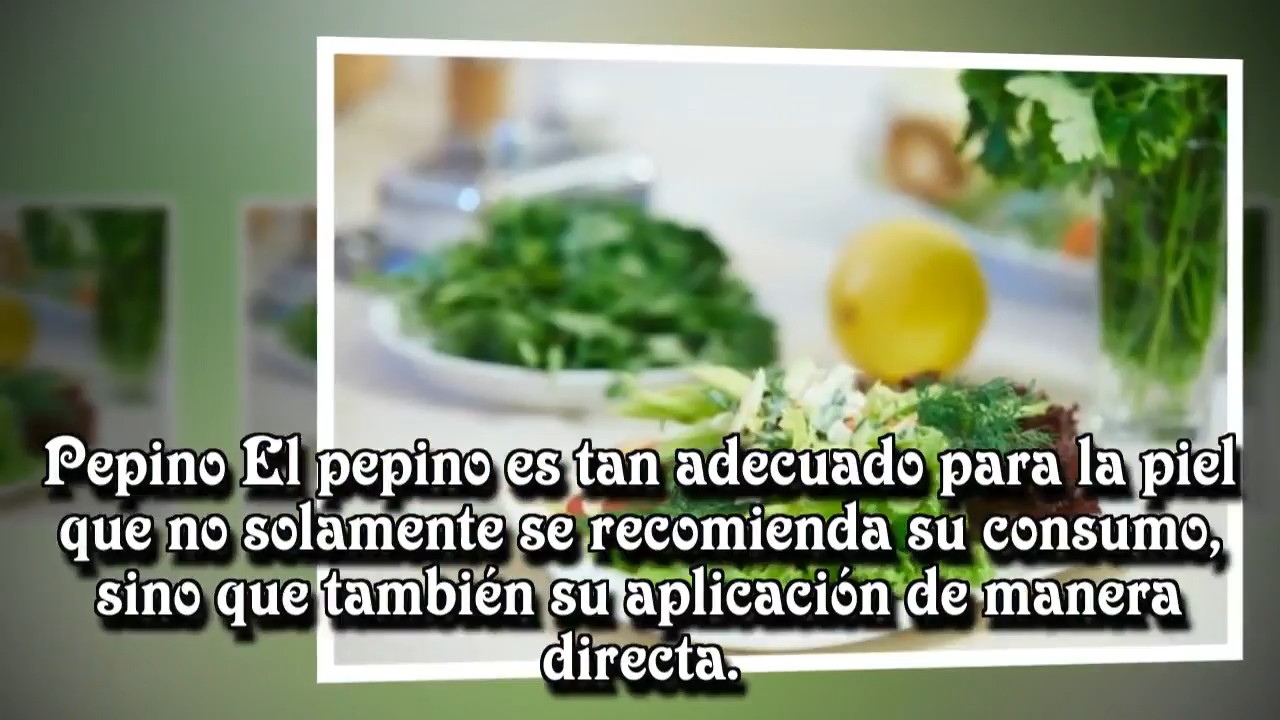 Pepino El pepino es tan adecuado para la piel
que no solamente se recomienda su consumo,
sino que también su aplicación de manera
directa.